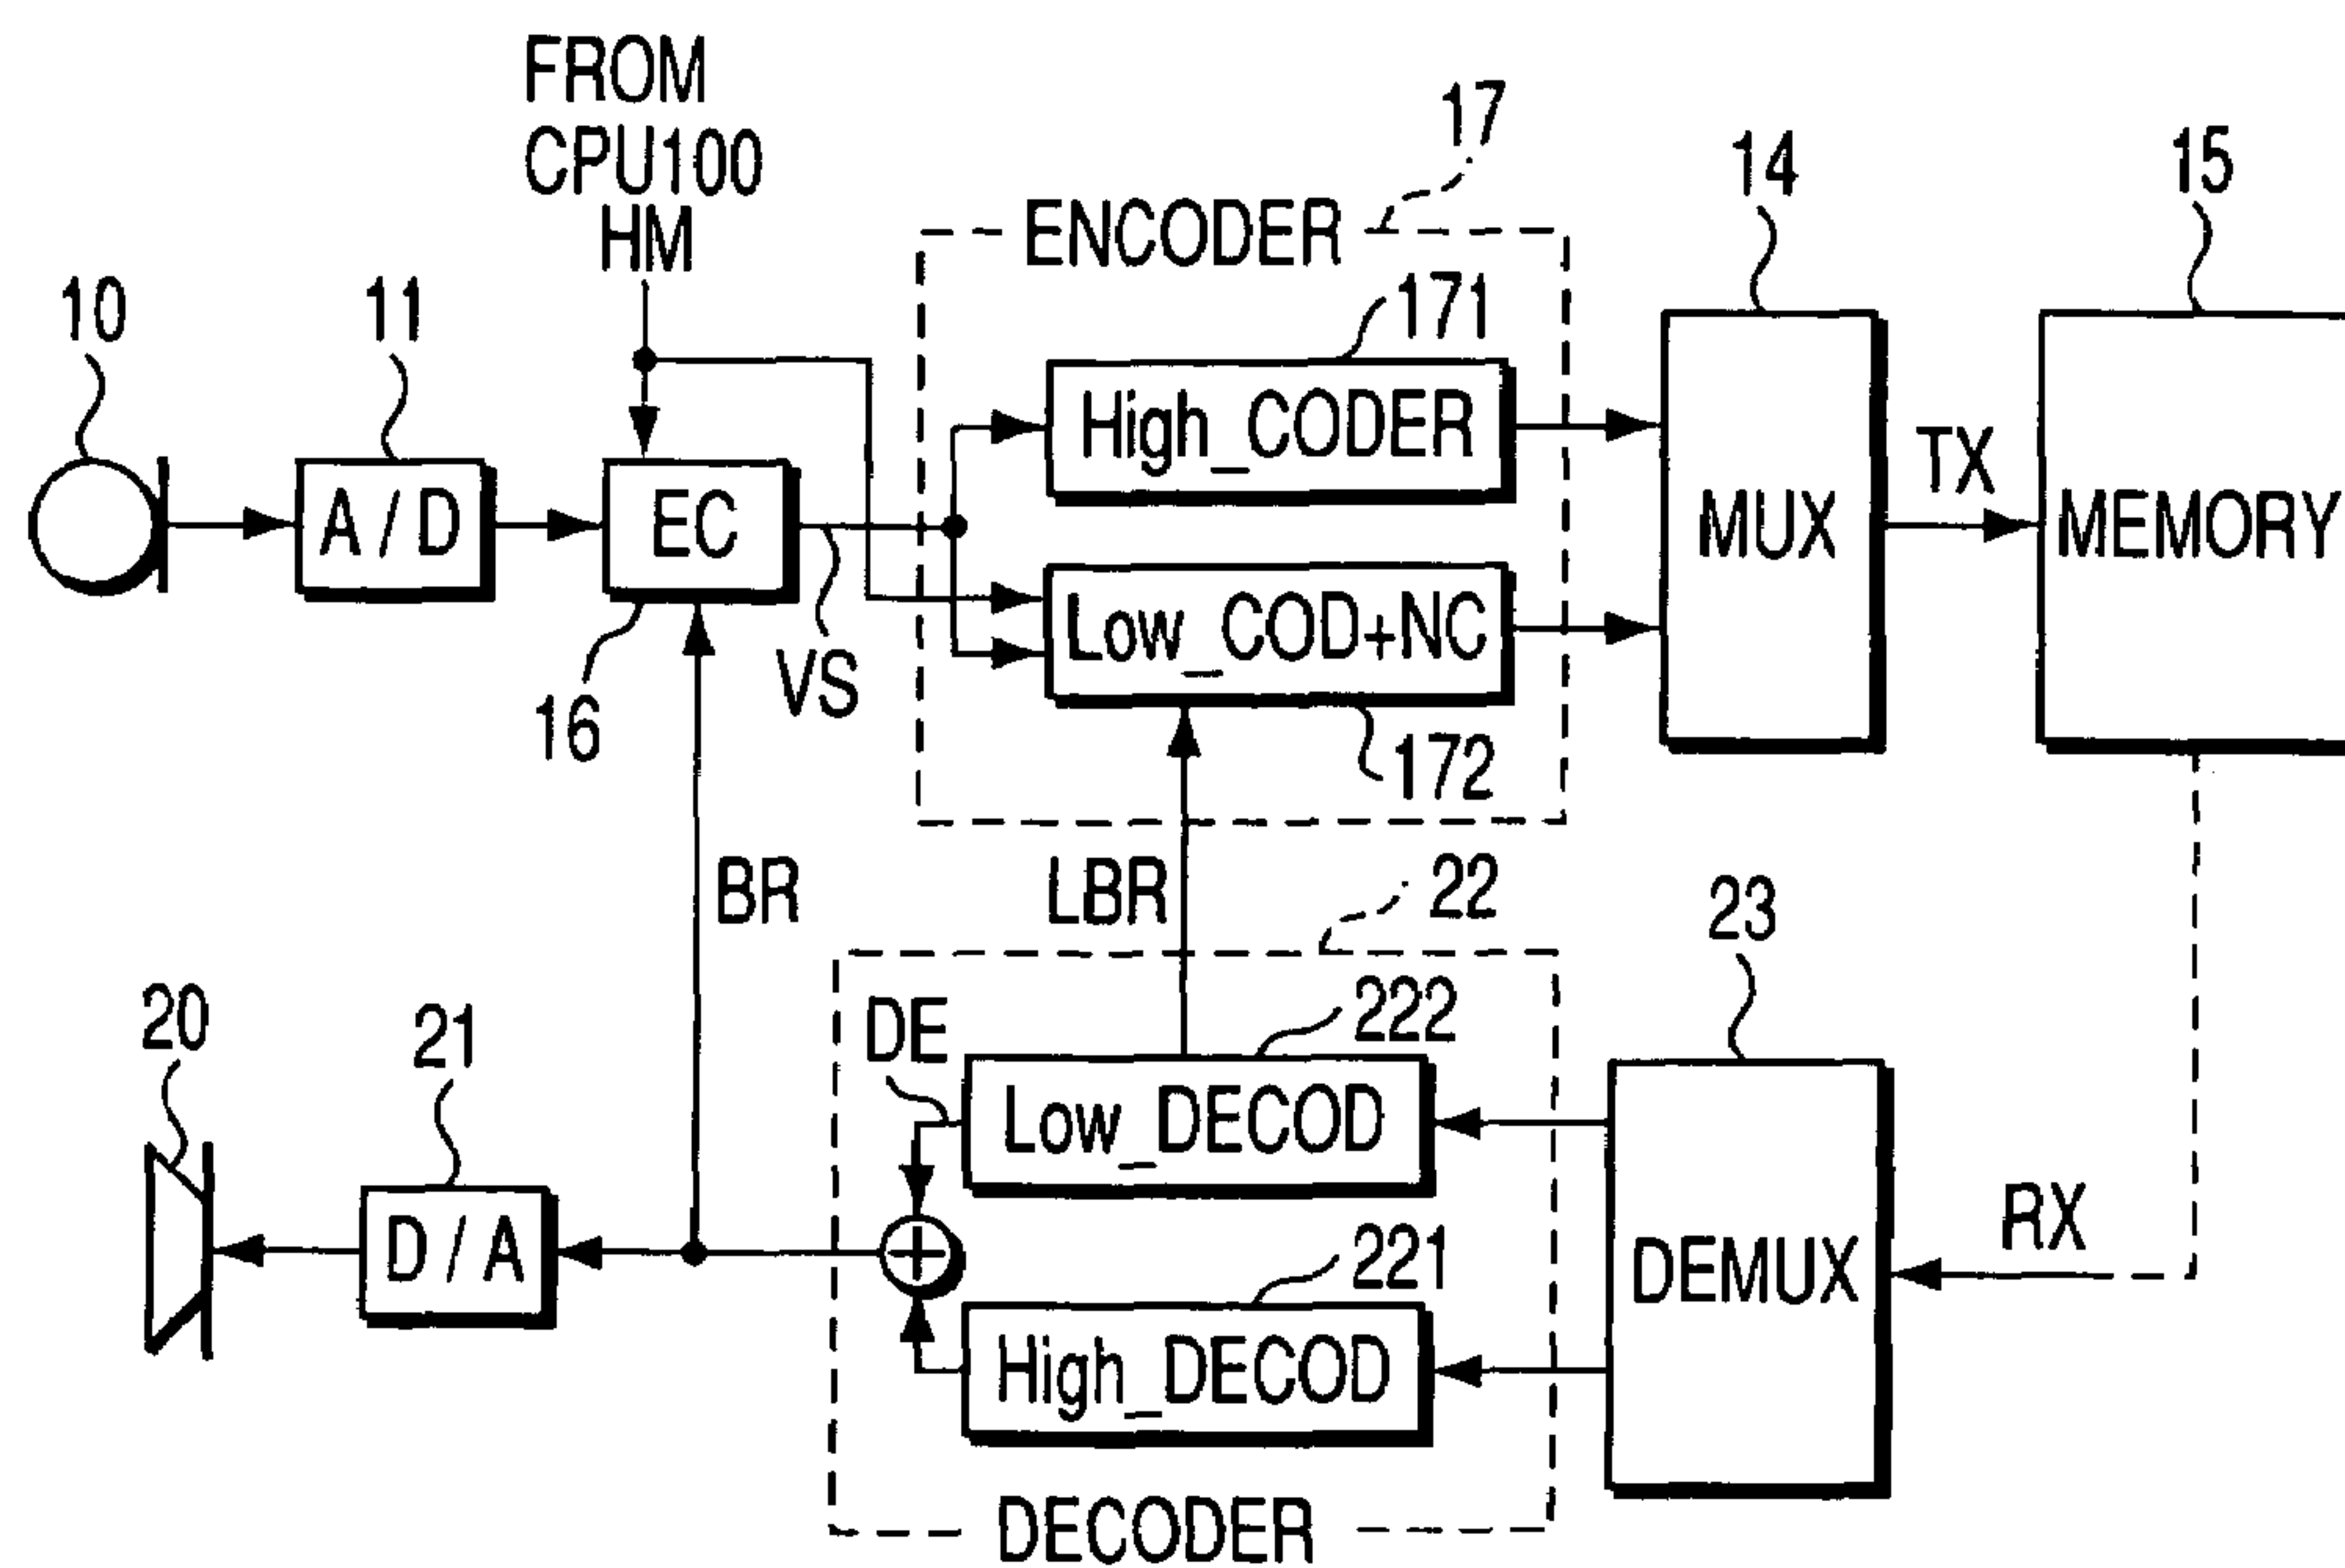 FROM
CPU100
HM
17
14
15
ENCODER
10
11
171
High_CODER
TX
A/D
EC
MUX
MEMORY
Low_COD+NC
VS
16
172
BR
LBR
22
23
20
21
DE
222
Low_DECOD
RX
D/A
221
DEMUX
High_DECOD
DECODER